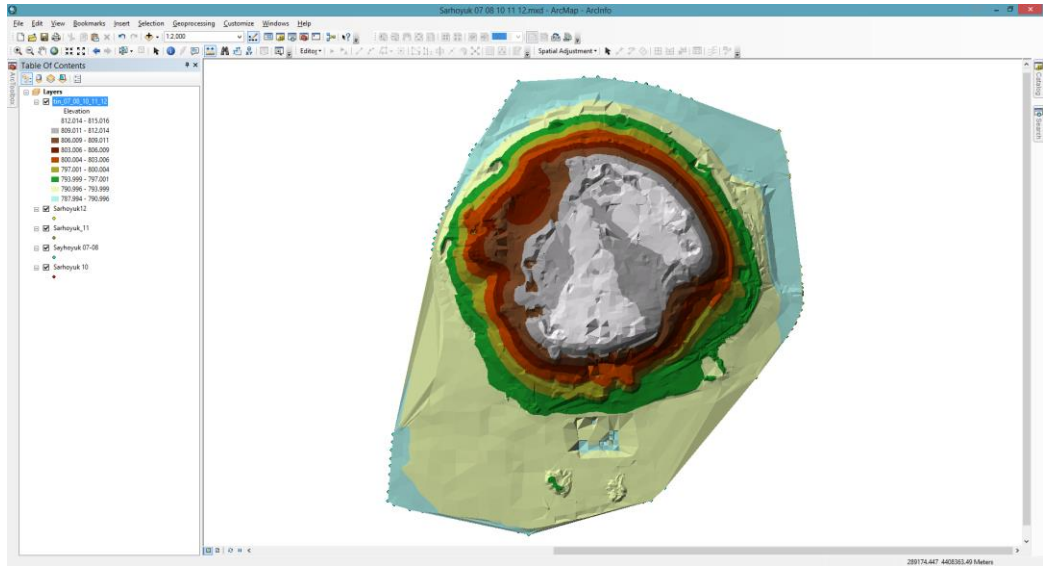 Sarhoyuk 07 08 10 11 12.mxd - ArcMap - ArcInfo
File Edit View Bookmarks Insert Selection Geoprocessing Customize Windows Help
1:2,000
Editor
Spatial Adjustment
Table Of Contents
ArcToolbox
Layers
tin_07_08_10_11_12
Elevation
812.014 - 815.016
809.011 - 812.014
806.009 - 809.011
803.006 - 806.009
800.004 - 803.006
797.001 - 800.004
793.999 - 797.001
790.996 - 793.999
787.994 - 790.996
Sarhoyuk12
Sarhoyuk_11
Sayhoyuk 07-08
Sarhoyuk 10
Catalog
Search
289174.447 4408363.49 Meters